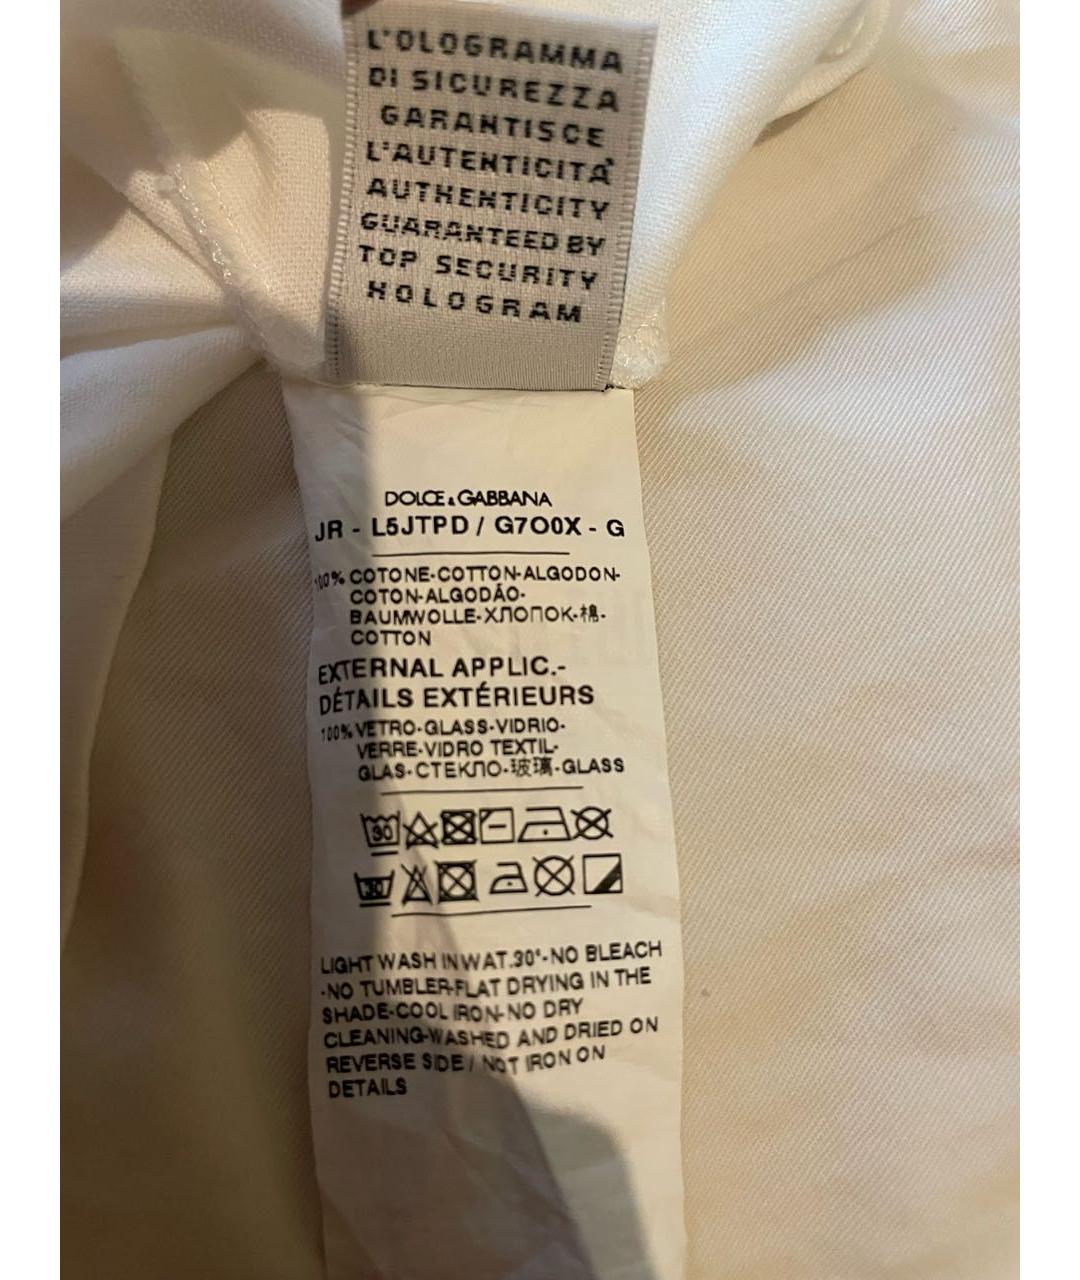 L'OLOGRAMMA
DI SICUREZZA
GARANTISCE
L'AUTENTICITÀ
AUTHENTICITY
GUARANTEED BY
TOP SECURITY
HOLOGRAM
DOLCE & GABBANA
JR - L5JTPD / G7O0X - G
100% COTONE-COTTON-ALGODON-
COTON-ALGODÃO-
BAUMWOLLE-ХЛОПОК-棉-
COTTON
EXTERNAL APPLIC.-
DÉTAILS EXTÉRIEURS
100% VETRO-GLASS-VIDRIO-
VERRE-VIDRO TEXTIL-
GLAS-СТЕКЛО-玻璃-GLASS
30
30
LIGHT WASH IN WAT.30°-NO BLEACH
-NO TUMBLER-FLAT DRYING IN THE
SHADE-COOL IRON-NO DRY
CLEANING-WASHED AND DRIED ON
REVERSE SIDE / NOT IRON ON
DETAILS